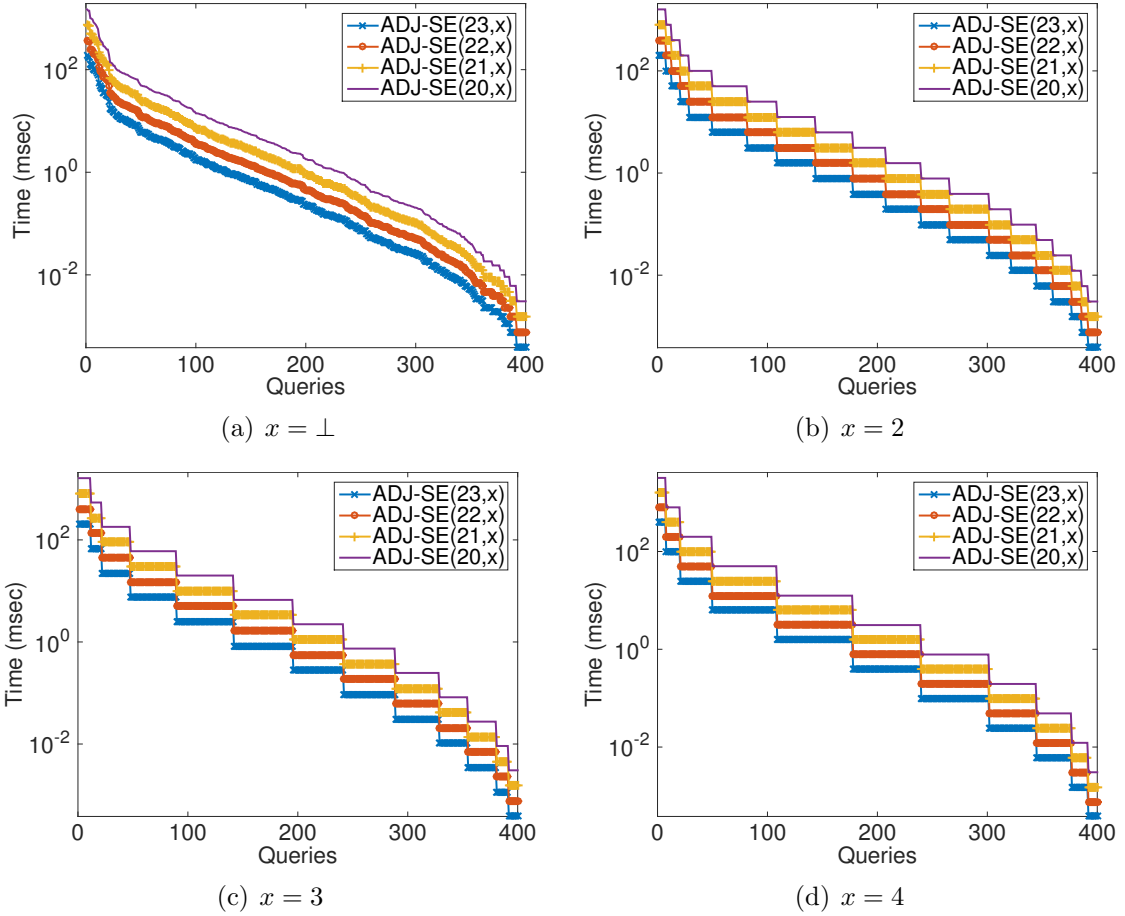 ADJ-SE(23,x)
ADJ-SE(22,x)
ADJ-SE(21,x)
ADJ-SE(20,x)
Time (msec)
10^2
10^0
10^-2
0 100 200 300 400
Queries
(a) x = ⊥
ADJ-SE(23,x)
ADJ-SE(22,x)
ADJ-SE(21,x)
ADJ-SE(20,x)
Time (msec)
10^2
10^0
10^-2
0 100 200 300 400
Queries
(b) x = 2
ADJ-SE(23,x)
ADJ-SE(22,x)
ADJ-SE(21,x)
ADJ-SE(20,x)
Time (msec)
10^2
10^0
10^-2
0 100 200 300 400
Queries
(c) x = 3
ADJ-SE(23,x)
ADJ-SE(22,x)
ADJ-SE(21,x)
ADJ-SE(20,x)
Time (msec)
10^2
10^0
10^-2
0 100 200 300 400
Queries
(d) x = 4